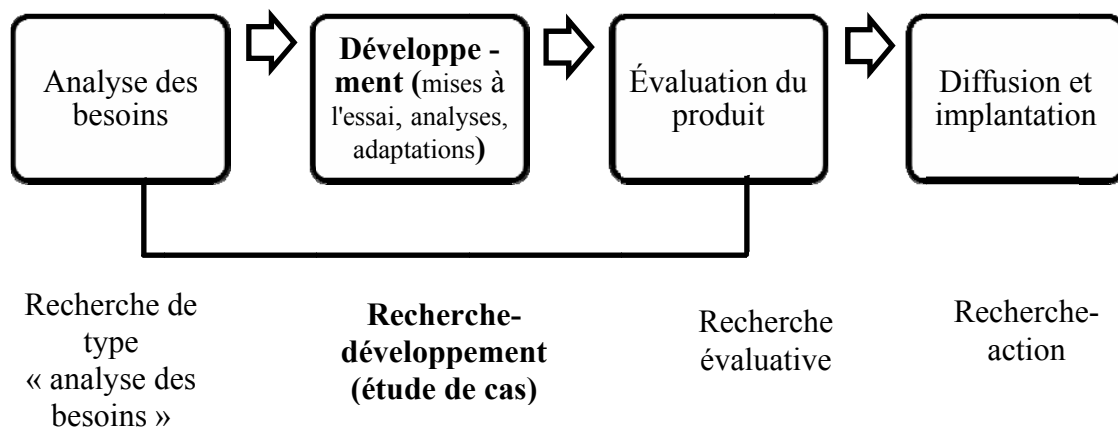 Analyse des
besoins
Développe -
ment (mises à
l'essai, analyses,
adaptations)
Évaluation du
produit
Diffusion et
implantation
Recherche de
type
« analyse des
besoins »
Recherche-
développement
(étude de cas)
Recherche
évaluative
Recherche-
action